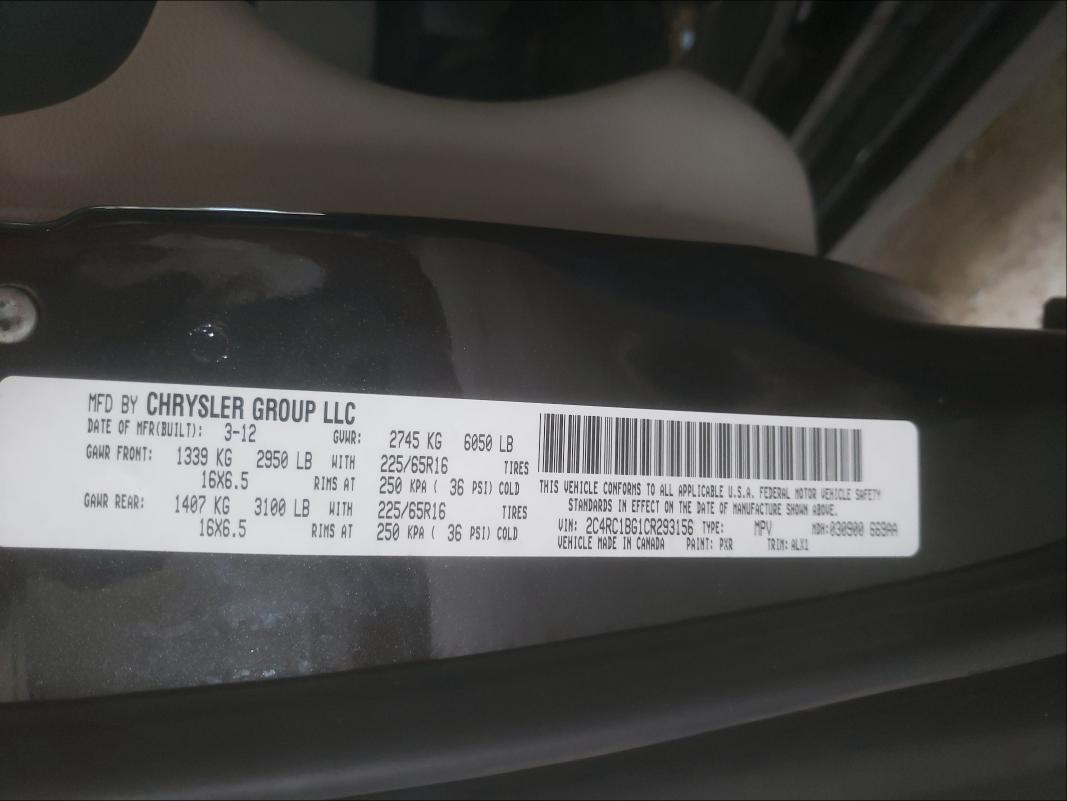 MFD BY CHRYSLER GROUP LLC
DATE OF MFR(BUILT): 3-12 GVWR: 2745 KG 6050 LB
GAWR FRONT: 1339 KG 2950 LB WITH 225/65R16 TIRES
16X6.5 RIMS AT 250 KPA ( 36 PSI) COLD
GAWR REAR: 1407 KG 3100 LB WITH 225/65R16 TIRES
16X6.5 RIMS AT 250 KPA ( 36 PSI) COLD
THIS VEHICLE CONFORMS TO ALL APPLICABLE U.S.A. FEDERAL MOTOR VEHICLE SAFETY
STANDARDS IN EFFECT ON THE DATE OF MANUFACTURE SHOWN ABOVE.
VIN: 2C4RC1BG1CR293156 TYPE: MPV MDH: 030900 669AA
VEHICLE MADE IN CANADA PAINT: PXR TRIM: ALX1